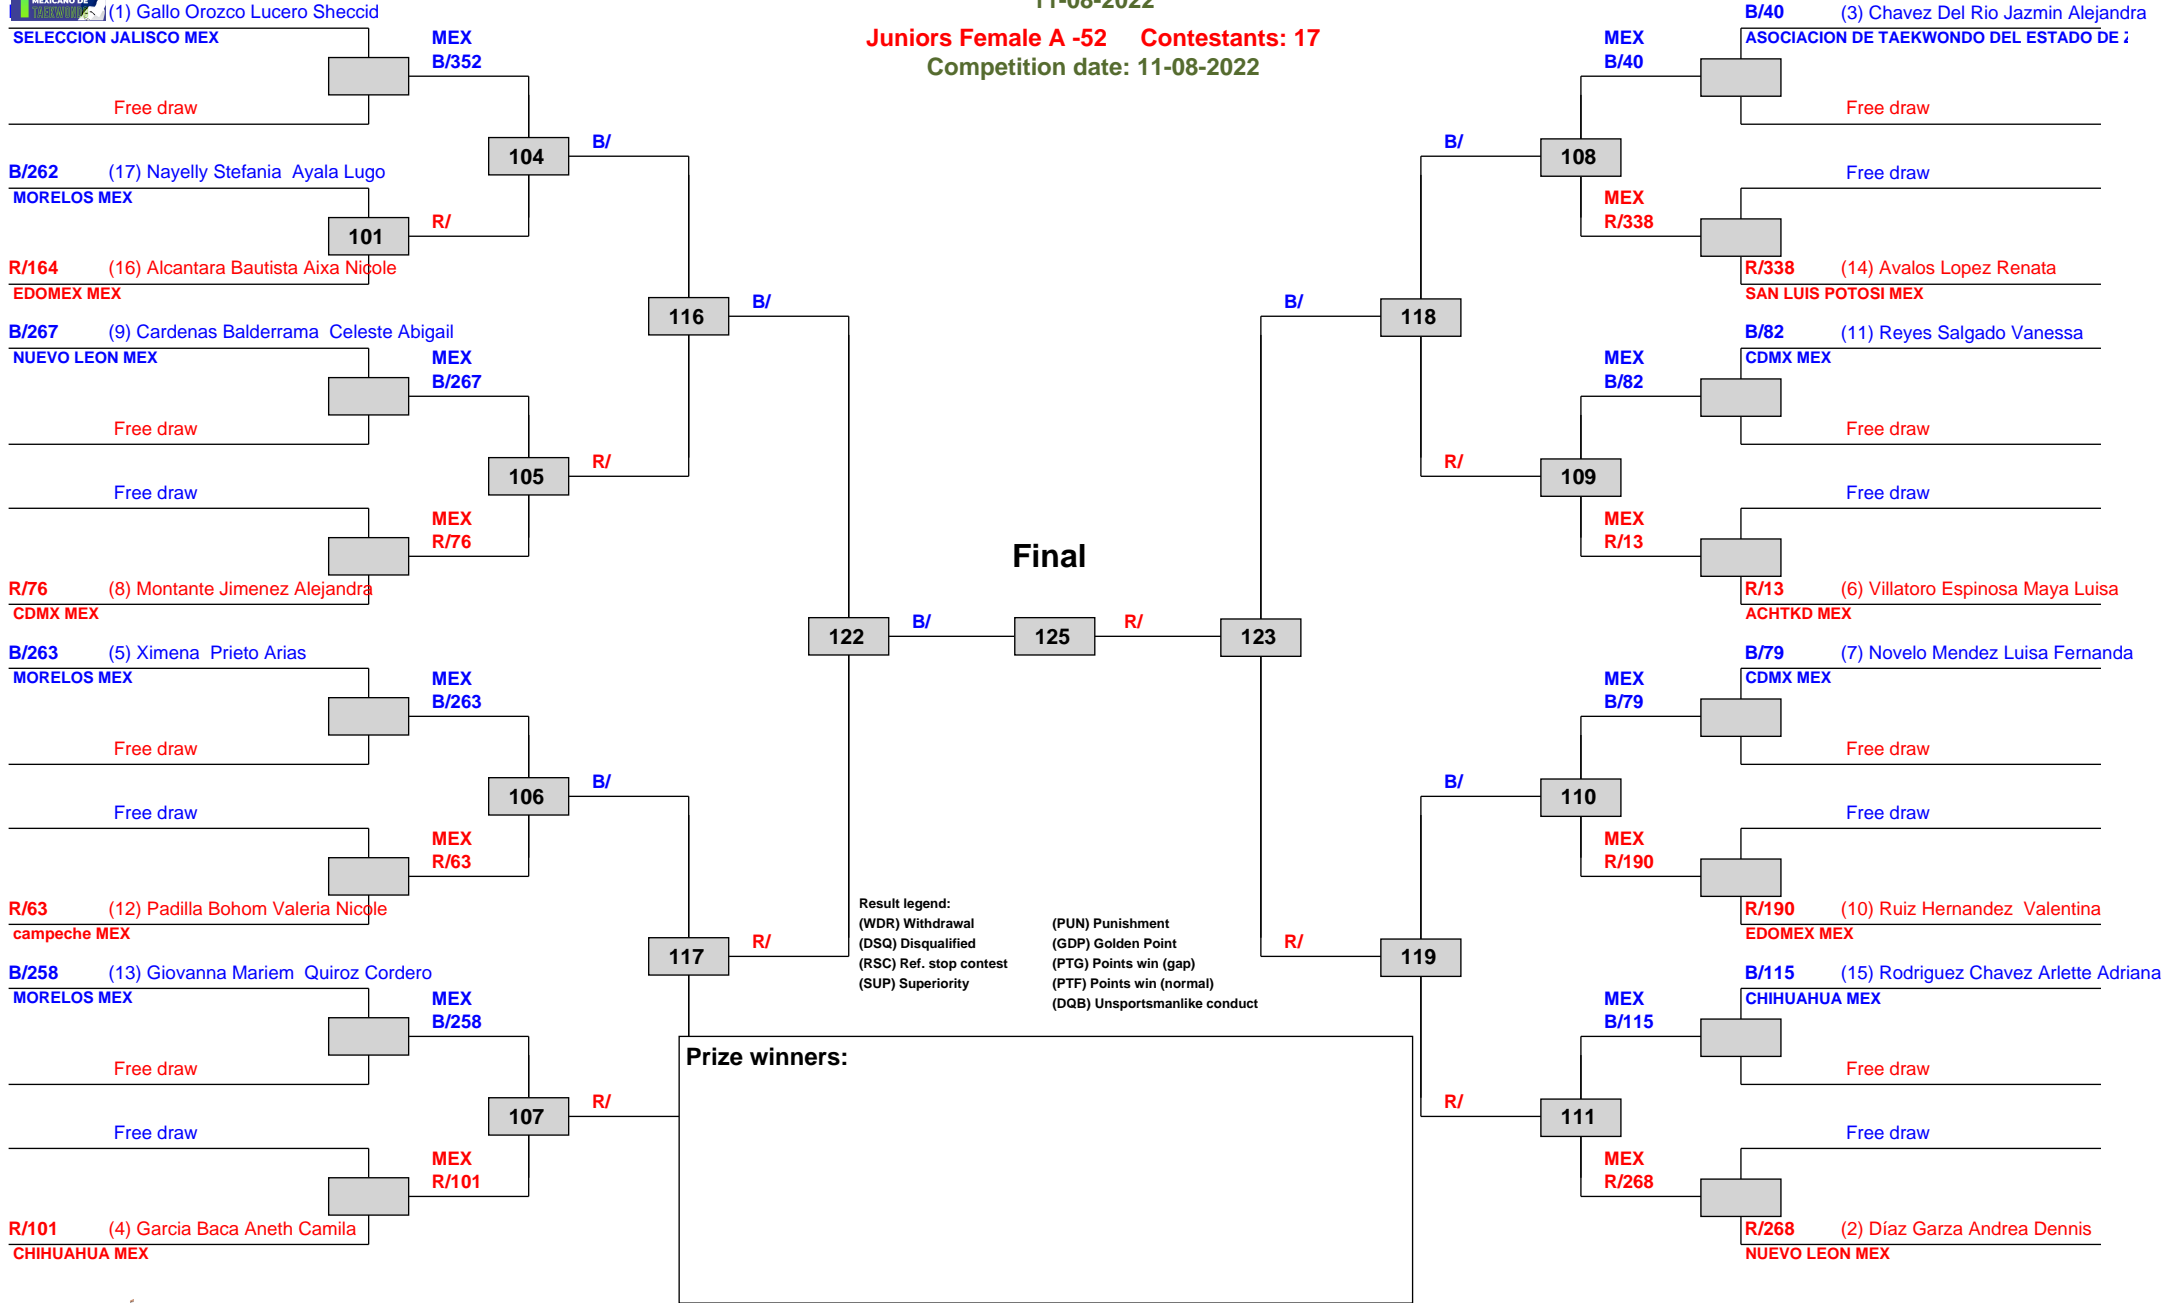 MEXICANO DE
TAEKWONDO
11-08-2022
Juniors Female A -52 Contestants: 17
Competition date: 11-08-2022
(1) Gallo Orozco Lucero Sheccid
SELECCION JALISCO MEX
MEX
B/352
Free draw
104
B/
B/262 (17) Nayelly Stefania Ayala Lugo
MORELOS MEX
101
R/
R/164 (16) Alcantara Bautista Aixa Nicole
EDOMEX MEX
116
B/
B/267 (9) Cardenas Balderrama Celeste Abigail
NUEVO LEON MEX
MEX
B/267
Free draw
105
R/
Free draw
MEX
R/76
R/76 (8) Montante Jimenez Alejandra
CDMX MEX
122
B/
B/263 (5) Ximena Prieto Arias
MORELOS MEX
MEX
B/263
Free draw
106
B/
Free draw
MEX
R/63
R/63 (12) Padilla Bohom Valeria Nicole
campeche MEX
117
R/
B/258 (13) Giovanna Mariem Quiroz Cordero
MORELOS MEX
MEX
B/258
Free draw
107
R/
Free draw
MEX
R/101
R/101 (4) Garcia Baca Aneth Camila
CHIHUAHUA MEX
Final
125
R/
123
B/40 (3) Chavez Del Rio Jazmin Alejandra
ASOCIACION DE TAEKWONDO DEL ESTADO DE
MEX
B/40
Free draw
B/
108
Free draw
MEX
R/338
R/338 (14) Avalos Lopez Renata
SAN LUIS POTOSI MEX
B/
118
B/82 (11) Reyes Salgado Vanessa
CDMX MEX
MEX
B/82
Free draw
R/
109
Free draw
MEX
R/13
R/13 (6) Villatoro Espinosa Maya Luisa
ACHTKD MEX
B/79 (7) Novelo Mendez Luisa Fernanda
CDMX MEX
MEX
B/79
Free draw
B/
110
Free draw
MEX
R/190
R/190 (10) Ruiz Hernandez Valentina
EDOMEX MEX
R/
119
B/115 (15) Rodriguez Chavez Arlette Adriana
CHIHUAHUA MEX
MEX
B/115
Free draw
R/
111
Free draw
MEX
R/268
R/268 (2) Díaz Garza Andrea Dennis
NUEVO LEON MEX
Result legend:
(WDR) Withdrawal (PUN) Punishment
(DSQ) Disqualified (GDP) Golden Point
(RSC) Ref. stop contest (PTG) Points win (gap)
(SUP) Superiority (PTF) Points win (normal)
(DQB) Unsportsmanlike conduct
Prize winners: